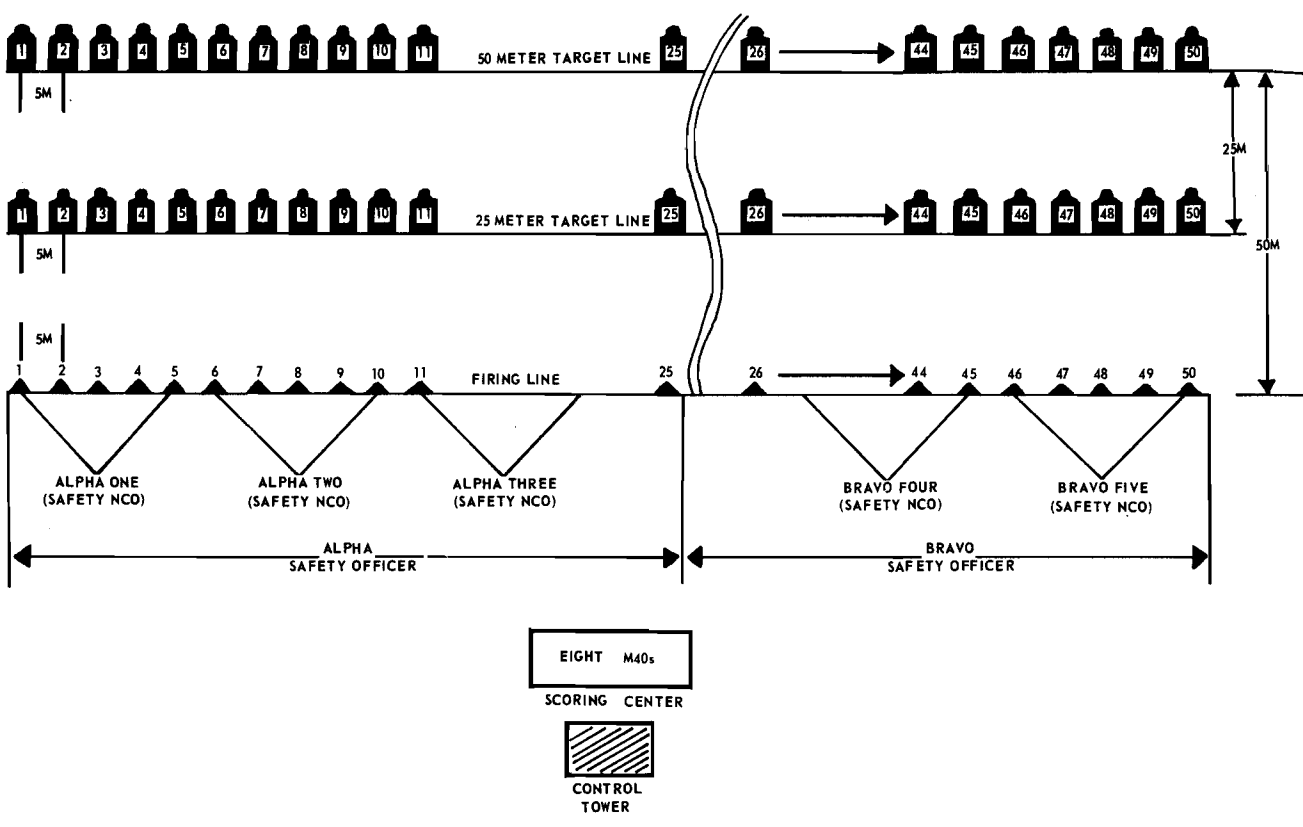 1 2 3 4 5 6 7 8 9 10 11 50 METER TARGET LINE 25 26 44 45 46 47 48 49 50
5M
25M
1 2 3 4 5 6 7 8 9 10 11 25 METER TARGET LINE 25 26 44 45 46 47 48 49 50
50M
5M
5M
1 2 3 4 5 6 7 8 9 10 11 FIRING LINE 25 26 44 45 46 47 48 49 50
ALPHA ONE
(SAFETY NCO)
ALPHA TWO
(SAFETY NCO)
ALPHA THREE
(SAFETY NCO)
BRAVO FOUR
(SAFETY NCO)
BRAVO FIVE
(SAFETY NCO)
ALPHA
SAFETY OFFICER
BRAVO
SAFETY OFFICER
EIGHT M40s
SCORING CENTER
CONTROL
TOWER